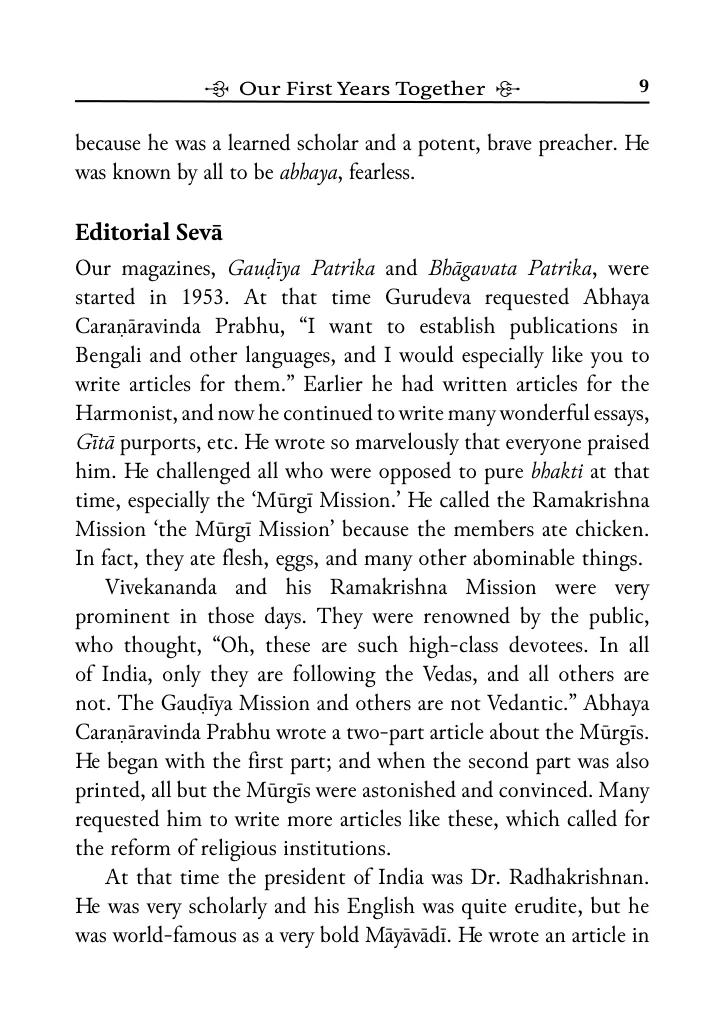 Our First Years Together 9
because he was a learned scholar and a potent, brave preacher. He
was known by all to be abhaya, fearless.
Editorial Sevā
Our magazines, Gauḍīya Patrika and Bhāgavata Patrika, were
started in 1953. At that time Gurudeva requested Abhaya
Caraṇāravinda Prabhu, “I want to establish publications in
Bengali and other languages, and I would especially like you to
write articles for them.” Earlier he had written articles for the
Harmonist, and now he continued to write many wonderful essays,
Gītā purports, etc. He wrote so marvelously that everyone praised
him. He challenged all who were opposed to pure bhakti at that
time, especially the ‘Mūrgī Mission.’ He called the Ramakrishna
Mission ‘the Mūrgī Mission’ because the members ate chicken.
In fact, they ate flesh, eggs, and many other abominable things.
Vivekananda and his Ramakrishna Mission were very
prominent in those days. They were renowned by the public,
who thought, “Oh, these are such high-class devotees. In all
of India, only they are following the Vedas, and all others are
not. The Gauḍīya Mission and others are not Vedantic.” Abhaya
Caraṇāravinda Prabhu wrote a two-part article about the Mūrgīs.
He began with the first part; and when the second part was also
printed, all but the Mūrgīs were astonished and convinced. Many
requested him to write more articles like these, which called for
the reform of religious institutions.
At that time the president of India was Dr. Radhakrishnan.
He was very scholarly and his English was quite erudite, but he
was world-famous as a very bold Māyāvādī. He wrote an article in